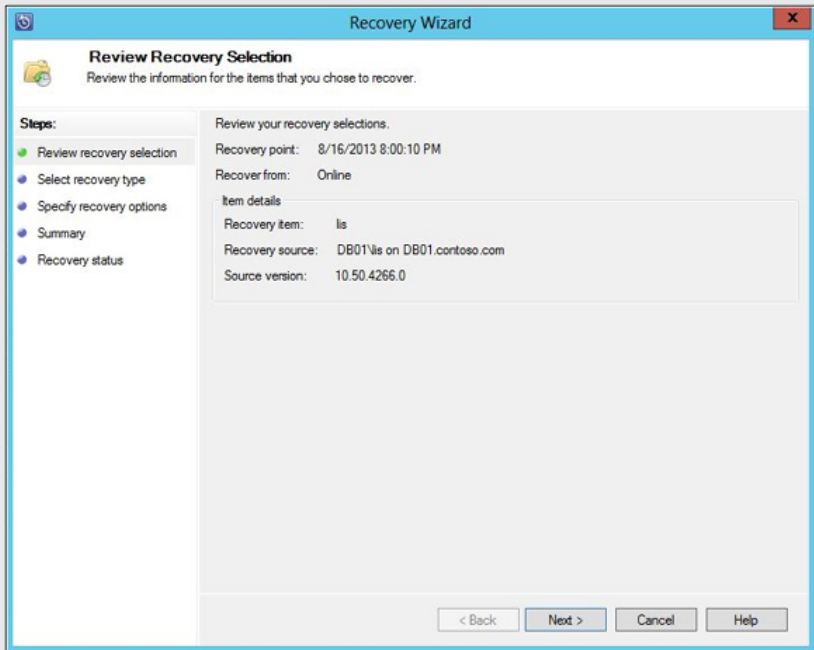 Recovery Wizard
x
Review Recovery Selection
Review the information for the items that you chose to recover.
Steps:
Review recovery selection
Select recovery type
Specify recovery options
Summary
Recovery status
Review your recovery selections.
Recovery point: 8/16/2013 8:00:10 PM
Recover from: Online
Item details
Recovery item: lis
Recovery source: DB01\lis on DB01.contoso.com
Source version: 10.50.4266.0
< Back Next > Cancel Help